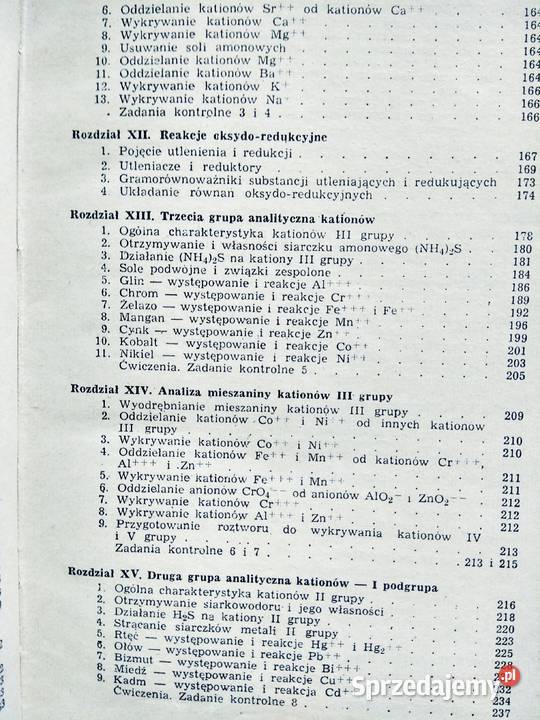 6. Oddzielanie kationów Sr++ od kationów Ca++ . . . 164
7. Wykrywanie kationów Ca++ . . . 164
8. Wykrywanie kationów Mg++ . . . 164
9. Usuwanie soli amonowych . . . 164
10. Oddzielanie kationów Mg++ . . . 164
11. Oddzielanie kationów Ba++ . . . 164
12. Wykrywanie kationów K+ . . . 166
13. Wykrywanie kationów Na+ . . . 166
. Zadania kontrolne 3 i 4 . . . 166
Rozdział XII. Reakcje oksydo-redukcyjne
1. Pojęcie utlenienia i redukcji . . . 167
2. Utleniacze i reduktory . . . 169
3. Gramorównoważniki substancji utleniających i redukujących 173
4. Układanie równań oksydo-redukcyjnych . . . 174
Rozdział XIII. Trzecia grupa analityczna kationów
1. Ogólna charakterystyka kationów III grupy . . . 178
2. Otrzymywanie i własności siarczku amonowego (NH4)2S . 180
3. Działanie (NH4)2S na kationy III grupy . . . 181
4. Sole podwójne i związki zespolone . . . 184
5. Glin — występowanie i reakcje Al+++ . . . 186
6. Chrom — występowanie i reakcje Cr+++ . . . 189
7. Żelazo — występowanie i reakcje Fe+++ i Fe++ . . . 192
8. Mangan — występowanie i reakcje Mn++ . . . 196
9. Cynk — występowanie i reakcje Zn++ . . . 199
10. Kobalt — występowanie i reakcje Co++ . . . 201
11. Nikiel — występowanie i reakcje Ni++ . . . 203
Ćwiczenia. Zadanie kontrolne 5 . . . 205
Rozdział XIV. Analiza mieszaniny kationów III grupy
1. Wyodrębnianie mieszaniny kationów III grupy . . . 209
2. Oddzielanie kationów Co++ i Ni++ od innych kationów
III grupy . . . 210
3. Wykrywanie kationów Co++ i Ni++ . . . 210
4. Oddzielanie kationów Fe++ i Mn++ od kationów Cr+++,
Al+++ i Zn++ . . . 211
5. Wykrywanie kationów Fe++ i Mn++ . . . 211
6. Oddzielanie anionów CrO4-- od anionów AlO2- i ZnO2-- . 212
7. Wykrywanie kationów Cr+++ . . . 212
8. Wykrywanie kationów Al+++ i Zn++ . . . 212
9. Przygotowanie roztworu do wykrywania kationów IV
i V grupy . . . 213
Zadania kontrolne 6 i 7 . . . 213 i 215
Rozdział XV. Druga grupa analityczna kationów — I podgrupa
1. Ogólna charakterystyka kationów II grupy . . . 216
2. Otrzymywanie siarkowodoru i jego własności . . . 218
3. Działanie H2S na kationy II grupy . . . 220
4. Strącanie siarczków metali II grupy . . . 223
5. Rtęć — występowanie i reakcje Hg++ i Hg2++ . . . 225
6. Ołów — występowanie i reakcje Pb++ . . . 228
7. Bizmut — występowanie i reakcje Bi+++
8. Miedź — występowanie i reakcje Cu++ . . . 232
9. Kadm — występowanie i reakcje Cd++ . . . 234
Ćwiczenia. Zadanie kontrolne 8 . . . 237
Sprzedajemy.pl